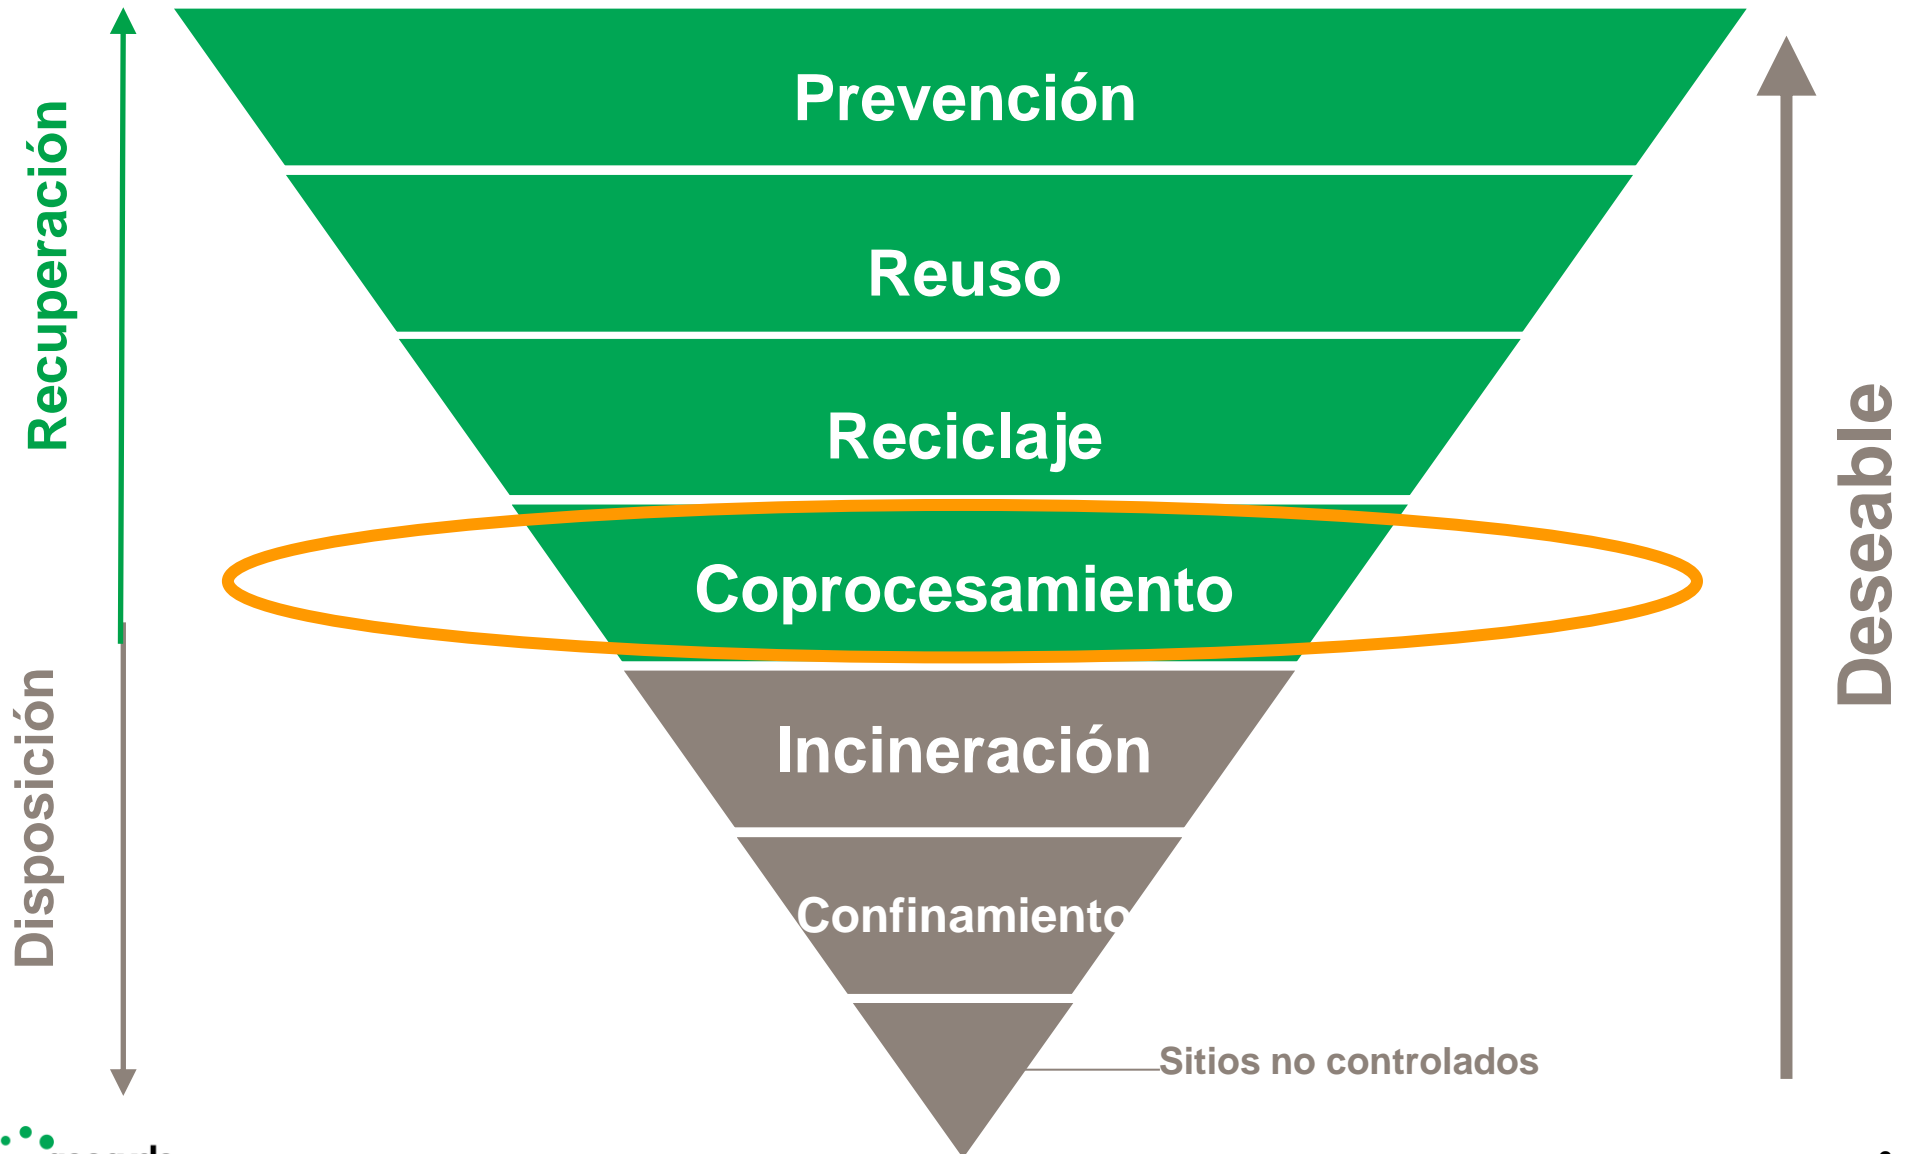 Prevención
Reuso
Reciclaje
Coprocesamiento
Incineración
Confinamiento
Sitios no controlados
Recuperación
Disposición
Deseable